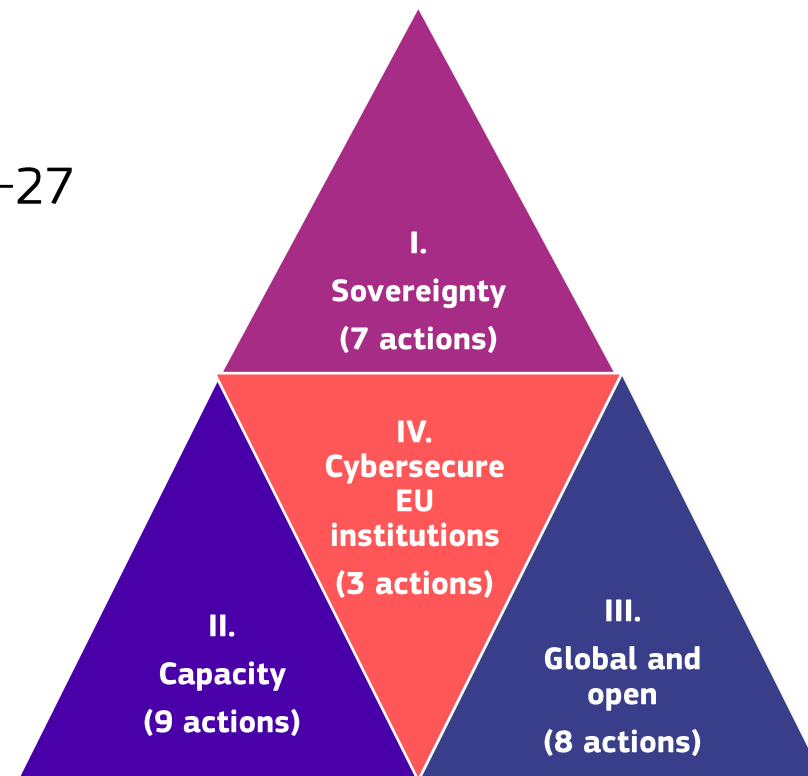 -27
I.
Sovereignty
(7 actions)
IV.
Cybersecure
EU
institutions
(3 actions)
II.
Capacity
(9 actions)
III.
Global and
open
(8 actions)